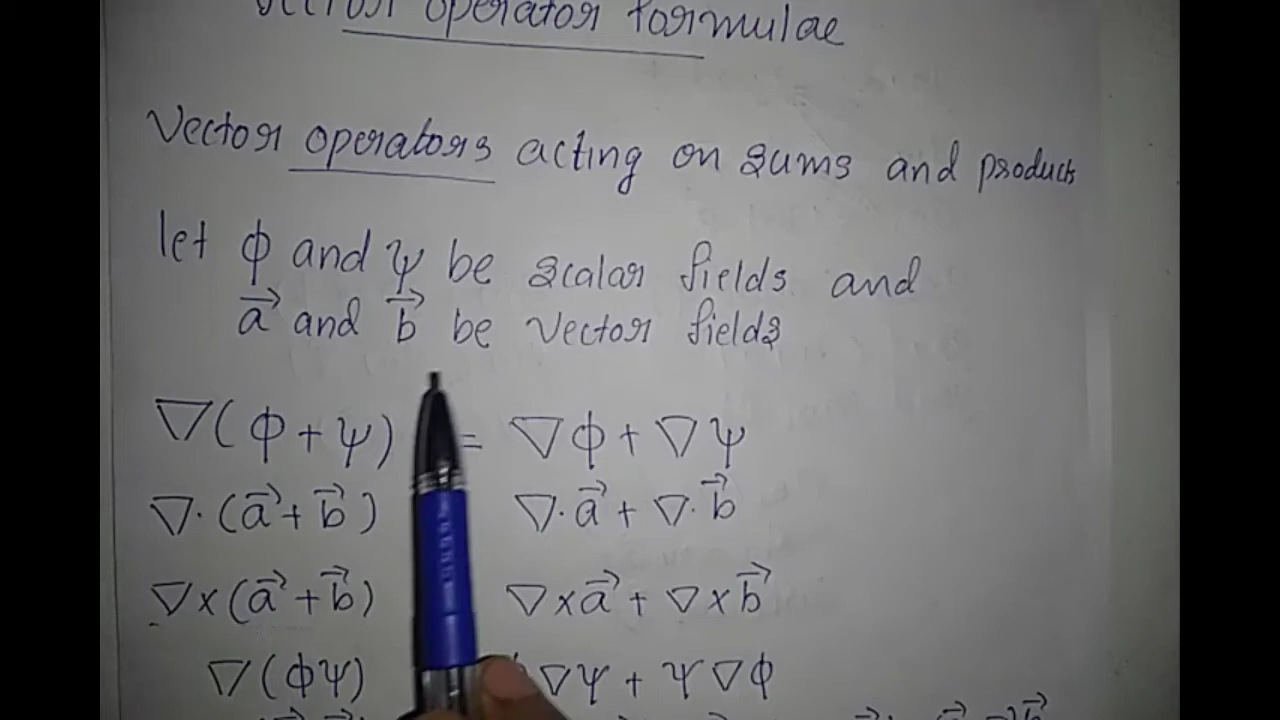 Vector operator formulae
Vector operators acting on sums and products
let ϕ and ψ be scalar fields and
a⃗ and b⃗ be vector fields
∇(ϕ+ψ) = ∇ϕ + ∇ψ
∇·(a⃗+b⃗) ∇·a⃗ + ∇·b⃗
∇×(a⃗+b⃗) ∇×a⃗ + ∇×b⃗
∇(ϕψ) ∇ψ + ψ∇ϕ